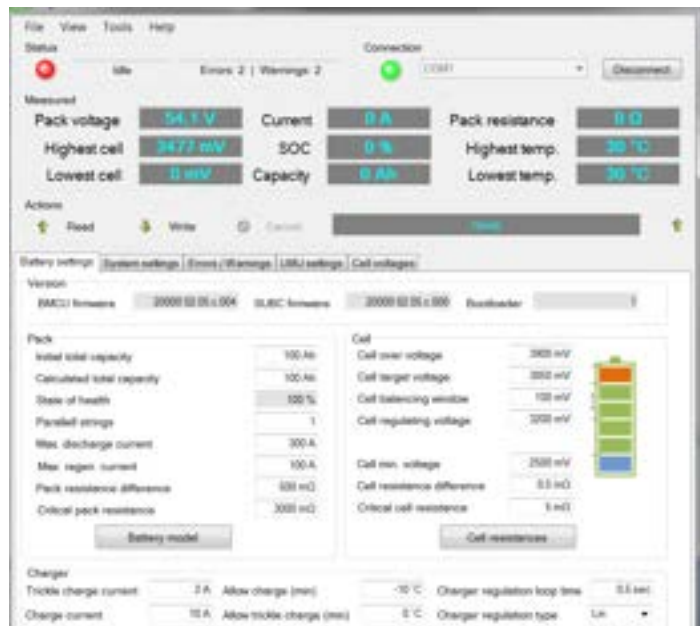 File View Tools Help
Status Connection
Idle Errors: 2 | Warnings: 2 COM1 Disconnect
Measured
Pack voltage 54,1 V Current 0 A Pack resistance 0 Ω
Highest cell 3477 mV SOC 0 % Highest temp. 30 °C
Lowest cell 0 mV Capacity 0 Ah Lowest temp. 30 °C
Actions
Read Write Cancel
Battery settings System settings Errors / Warnings LMU settings Cell voltages
Version
BMCU firmware SUBC firmware Bootloader
Pack Cell
Initial total capacity 100 Ah Cell over voltage 3900 mV
Calculated total capacity 100 Ah Cell target voltage
State of health 100 % Cell balancing window 100 mV
Parallell strings 1 Cell regulating voltage 3200 mV
Max. discharge current 300 A
Max. regen. current 100 A Cell min. voltage 2500 mV
Pack resistance difference 500 mΩ Cell resistance difference 0.5 mΩ
Critical pack resistance 3000 mΩ Critical cell resistance 5 mΩ
Battery model Cell resistances
Charger
Trickle charge current 2 A Allow charge (min) -10 °C Charger regulation loop time 0.5 sec
Charge current 10 A Allow trickle charge (min) 0 °C Charger regulation type Lin